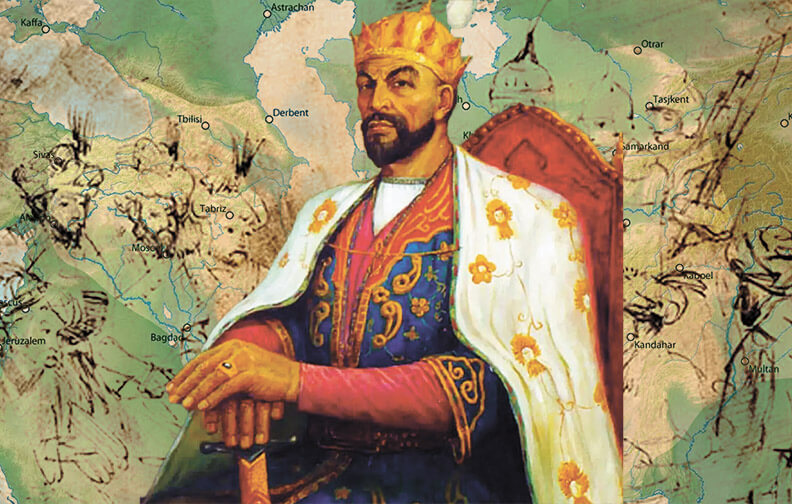 Astrachan
Kaffa
Otrar
Tasjkent
Derbent
Tbilisi
Samarkand
Sivas
Tabriz
Mosoel
Kaboel
Bagdad
Jeruzalem
Kandahar
Multan